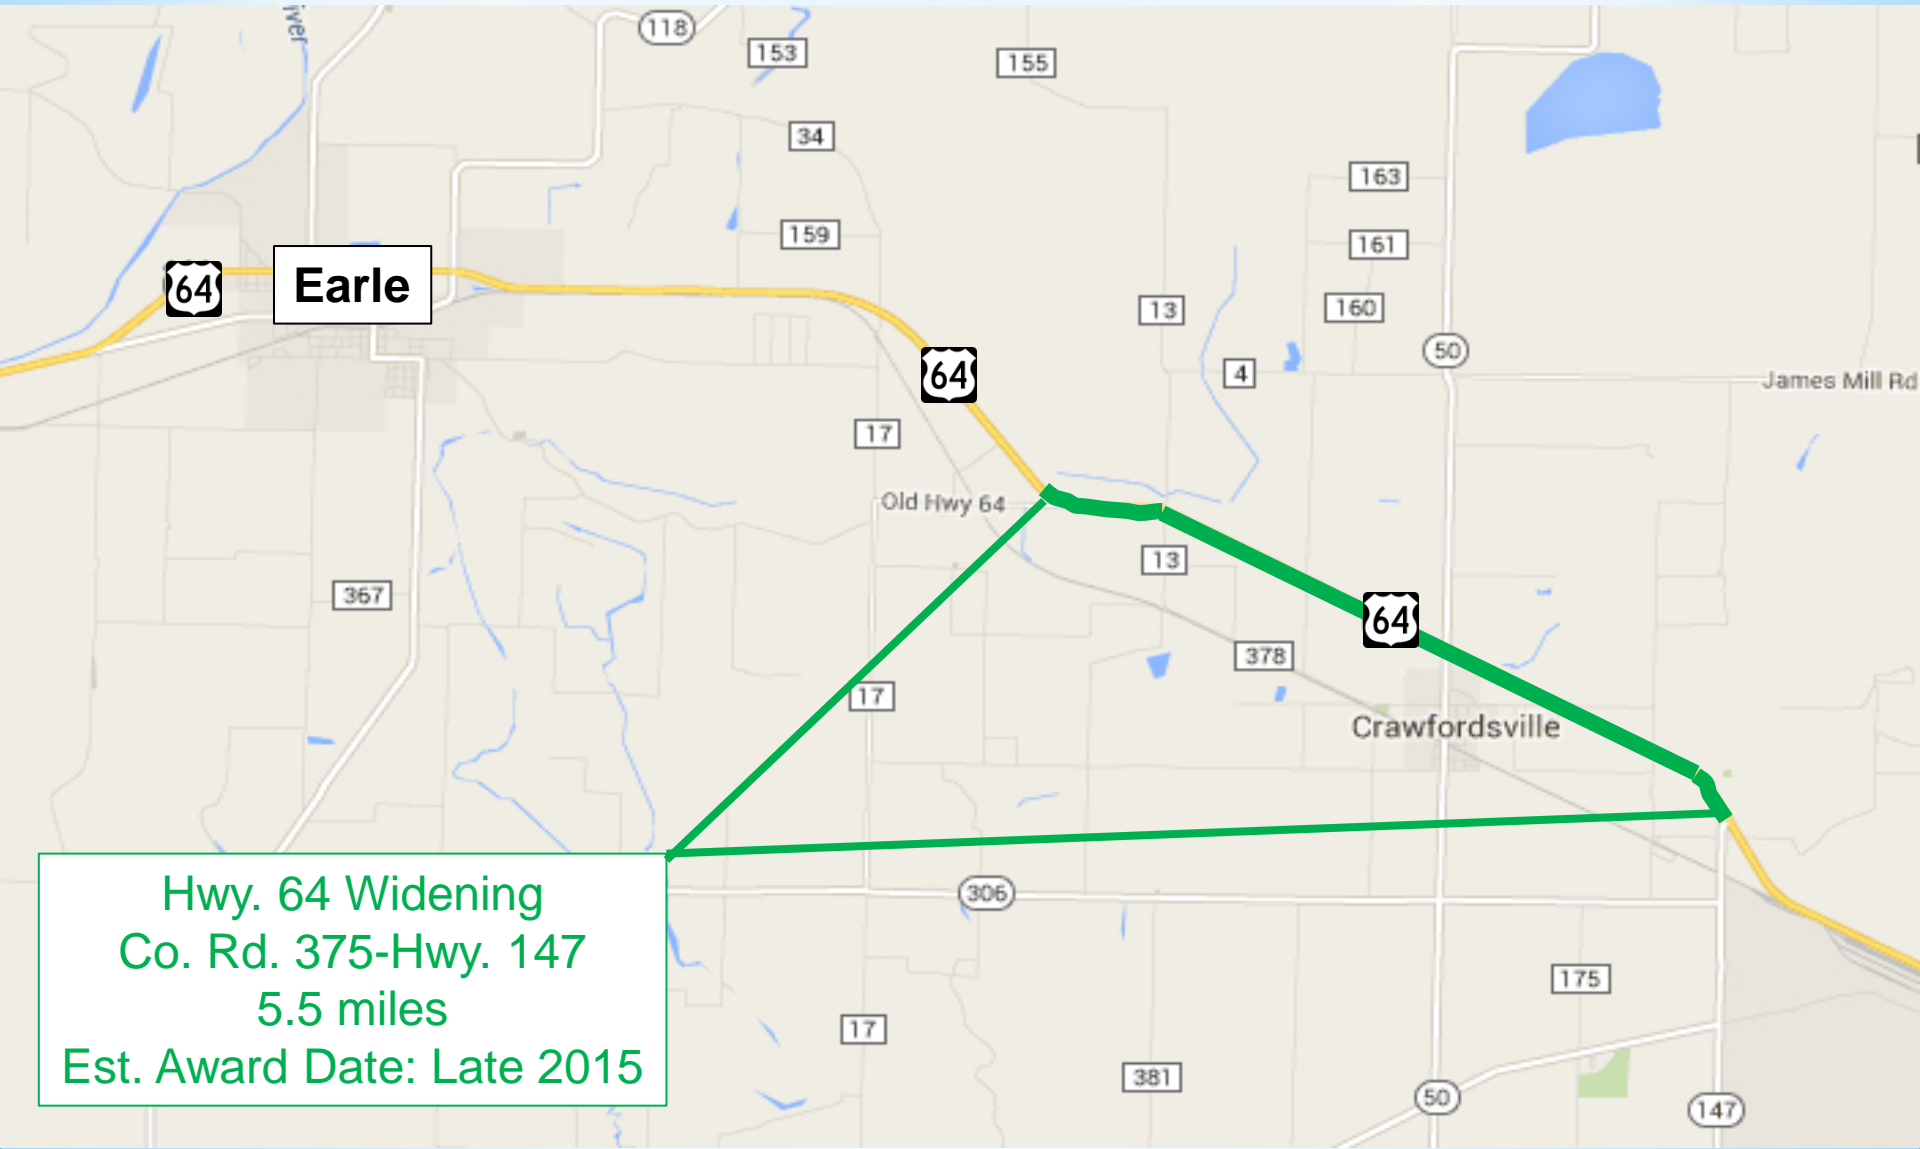 iver
118
153
155
34
163
159
161
64
Earle
13
160
50
64
4
James Mill Rd
17
Old Hwy 64
13
367
64
378
17
Crawfordsville
Hwy. 64 Widening
Co. Rd. 375-Hwy. 147
5.5 miles
Est. Award Date: Late 2015
306
175
17
381
50
147